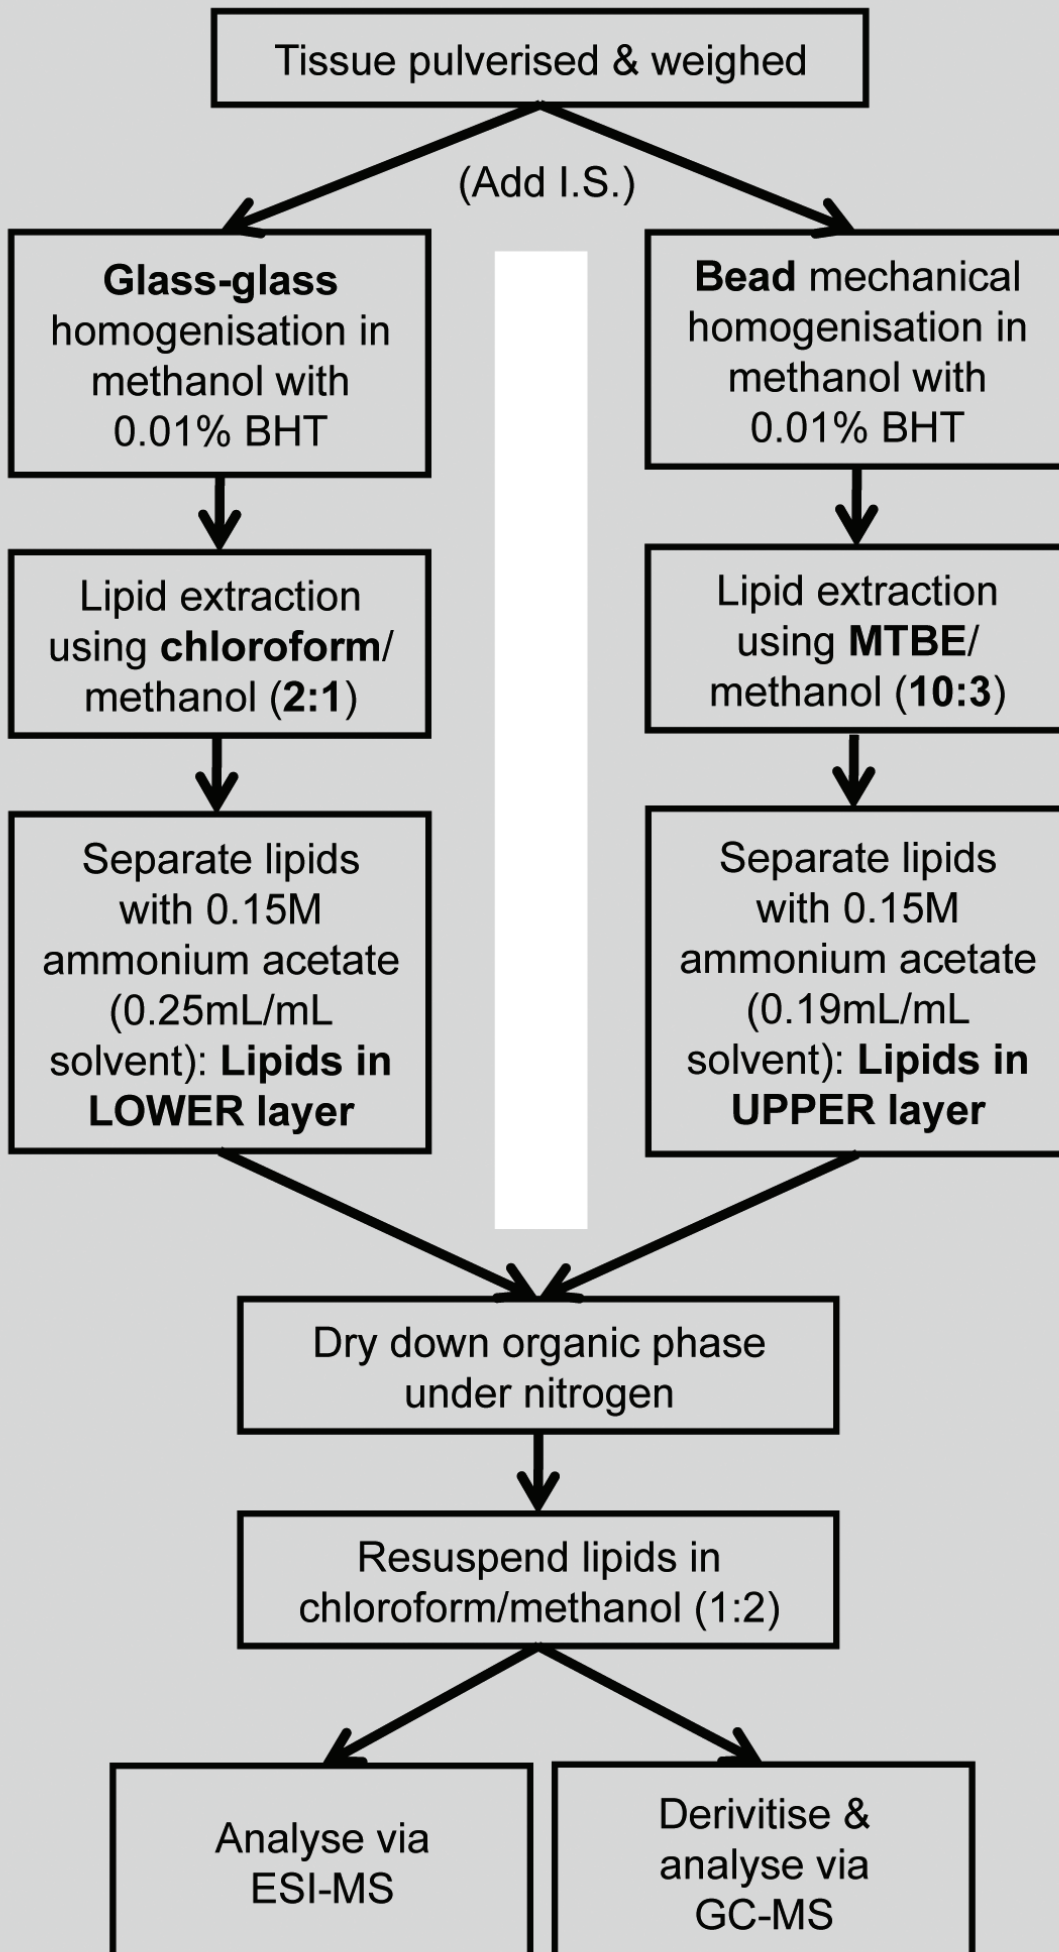 Tissue pulverised & weighed
(Add I.S.)
Glass-glass
homogenisation in
methanol with
0.01% BHT
Bead mechanical
homogenisation in
methanol with
0.01% BHT
Lipid extraction
using chloroform/
methanol (2:1)
Lipid extraction
using MTBE/
methanol (10:3)
Separate lipids
with 0.15M
ammonium acetate
(0.25mL/mL
solvent): Lipids in
LOWER layer
Separate lipids
with 0.15M
ammonium acetate
(0.19mL/mL
solvent): Lipids in
UPPER layer
Dry down organic phase
under nitrogen
Resuspend lipids in
chloroform/methanol (1:2)
Analyse via
ESI-MS
Derivitise &
analyse via
GC-MS